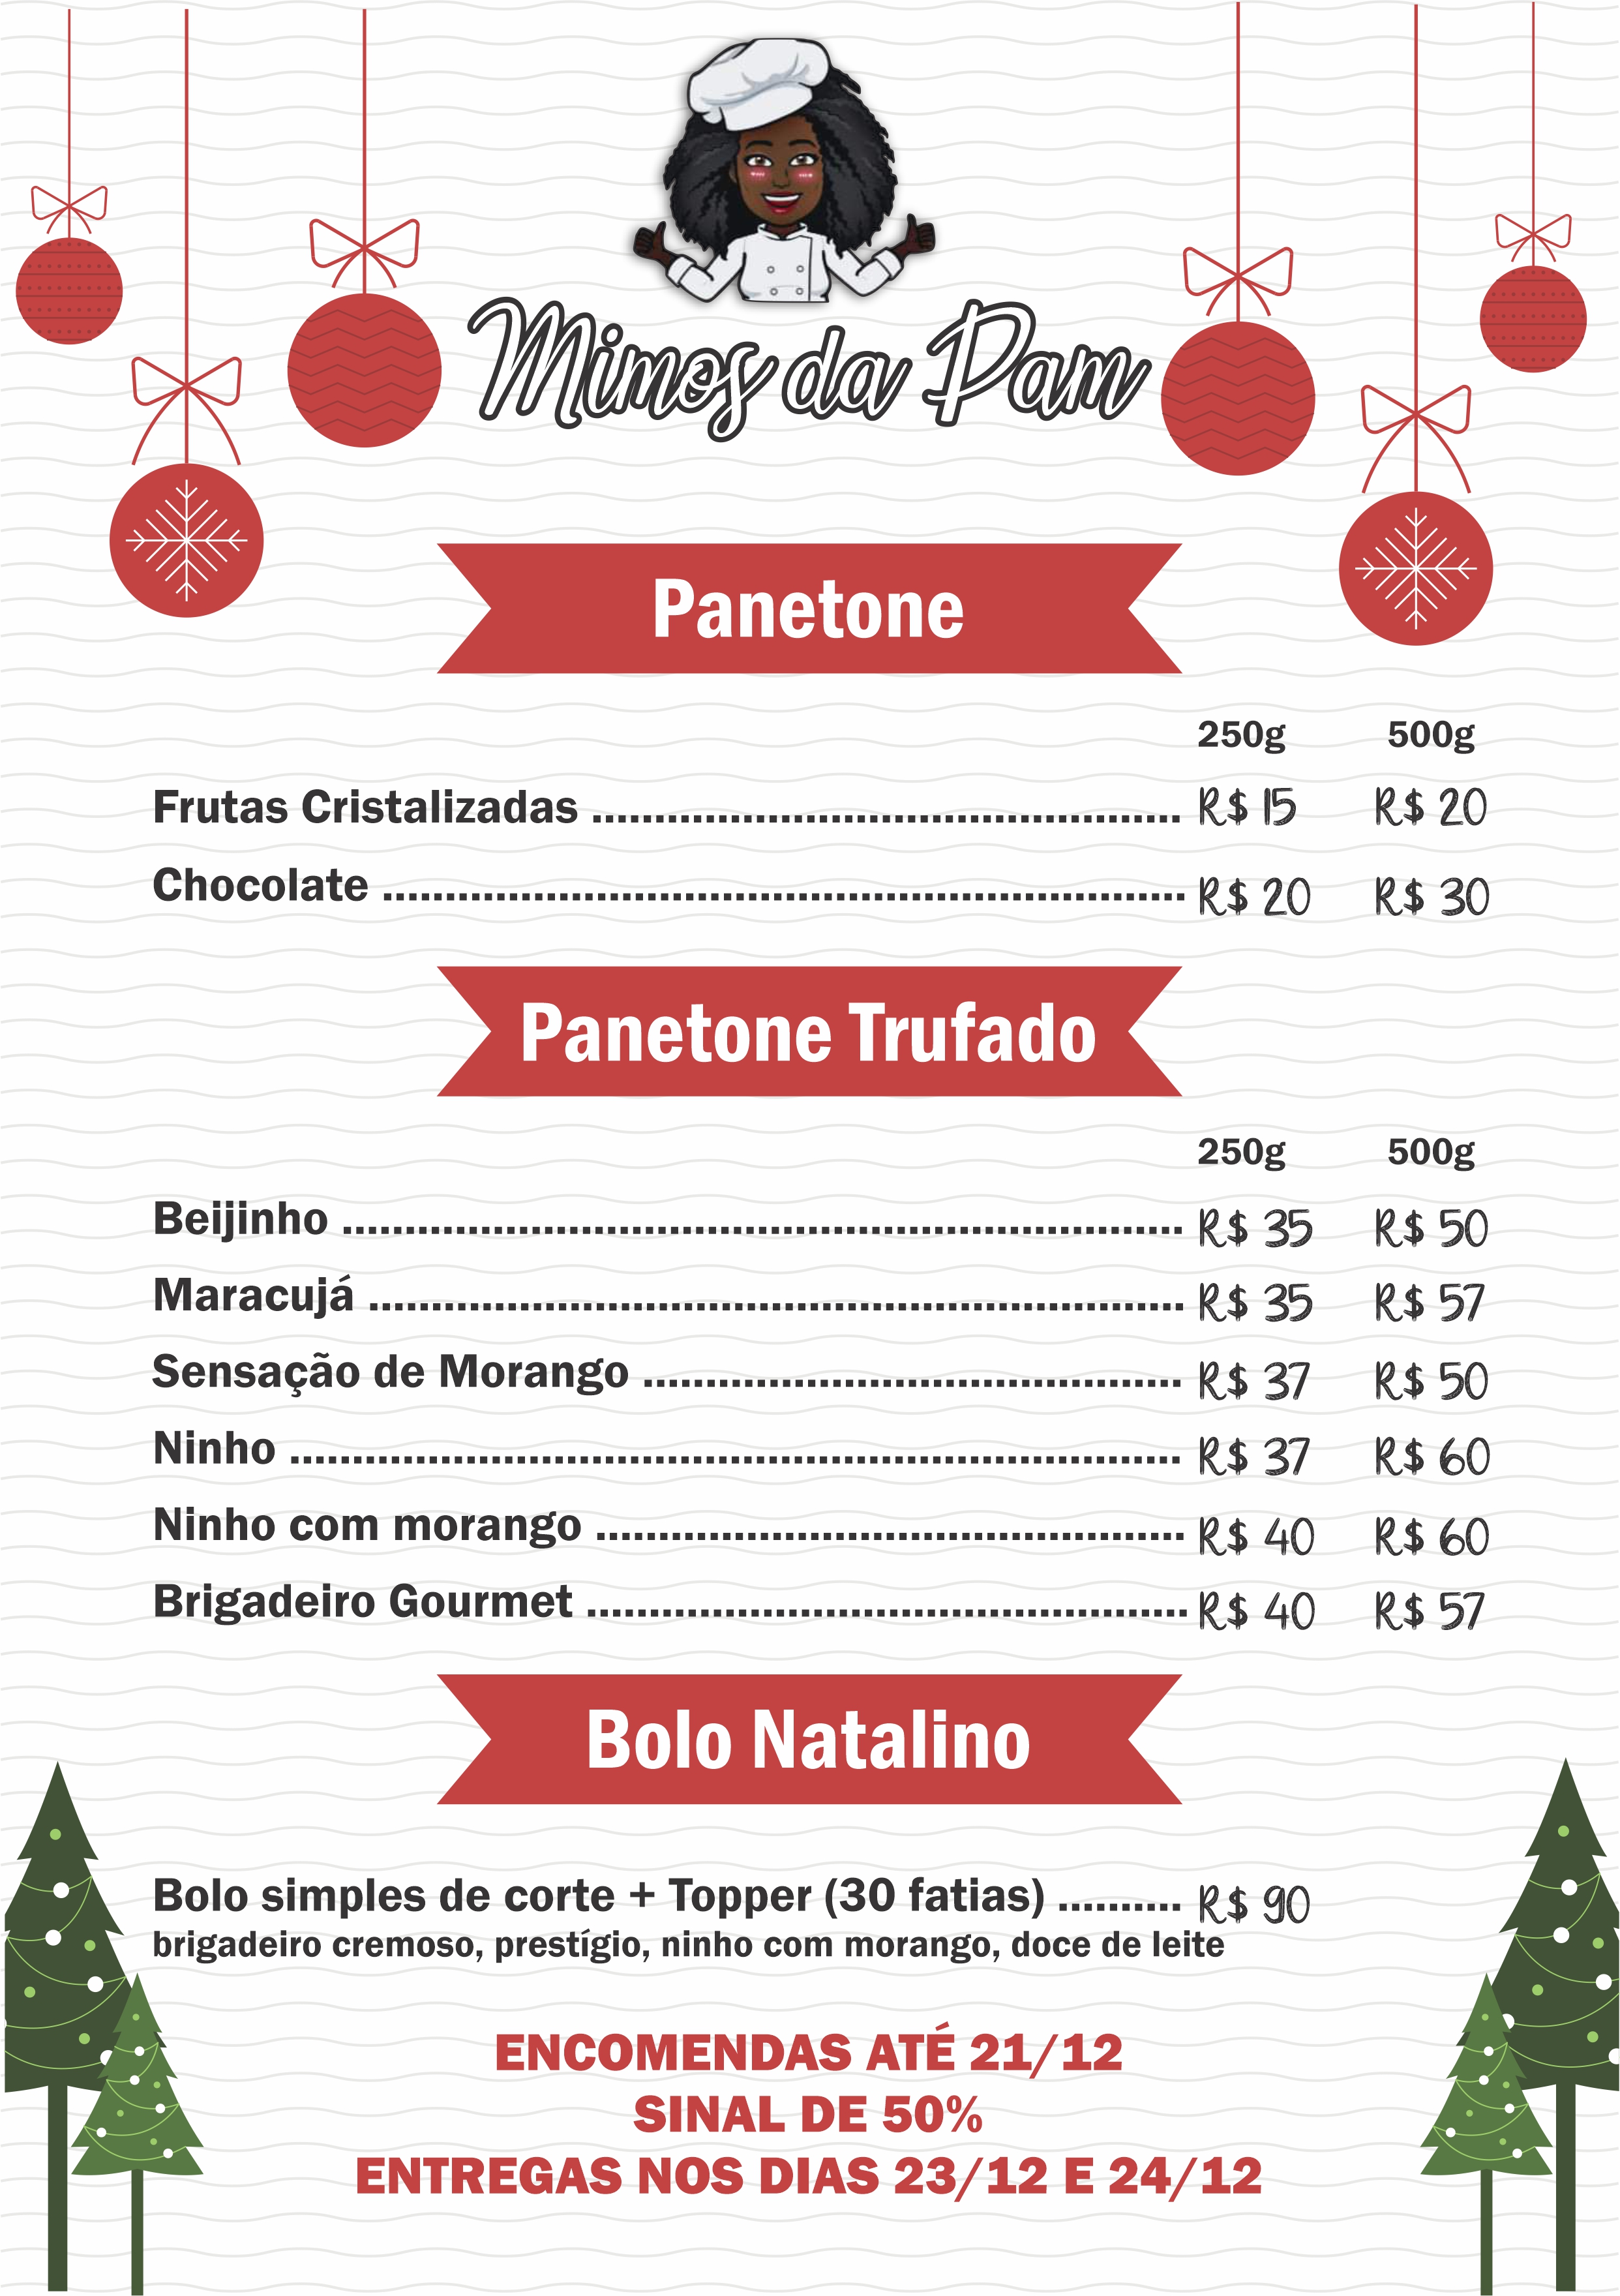 Mimos da Pam
Panetone
250g 500g
Frutas Cristalizadas ............................................... R$ 15 R$ 20
Chocolate ................................................................ R$ 20 R$ 30
Panetone Trufado
250g 500g
Beijinho ................................................................... R$ 35 R$ 50
Maracujá ................................................................. R$ 35 R$ 57
Sensação de Morango ........................................... R$ 37 R$ 50
Ninho ....................................................................... R$ 37 R$ 60
Ninho com morango ............................................... R$ 40 R$ 60
Brigadeiro Gourmet ................................................ R$ 40 R$ 57
Bolo Natalino
Bolo simples de corte + Topper (30 fatias) .......... R$ 90
brigadeiro cremoso, prestígio, ninho com morango, doce de leite
ENCOMENDAS ATÉ 21/12
SINAL DE 50%
ENTREGAS NOS DIAS 23/12 E 24/12